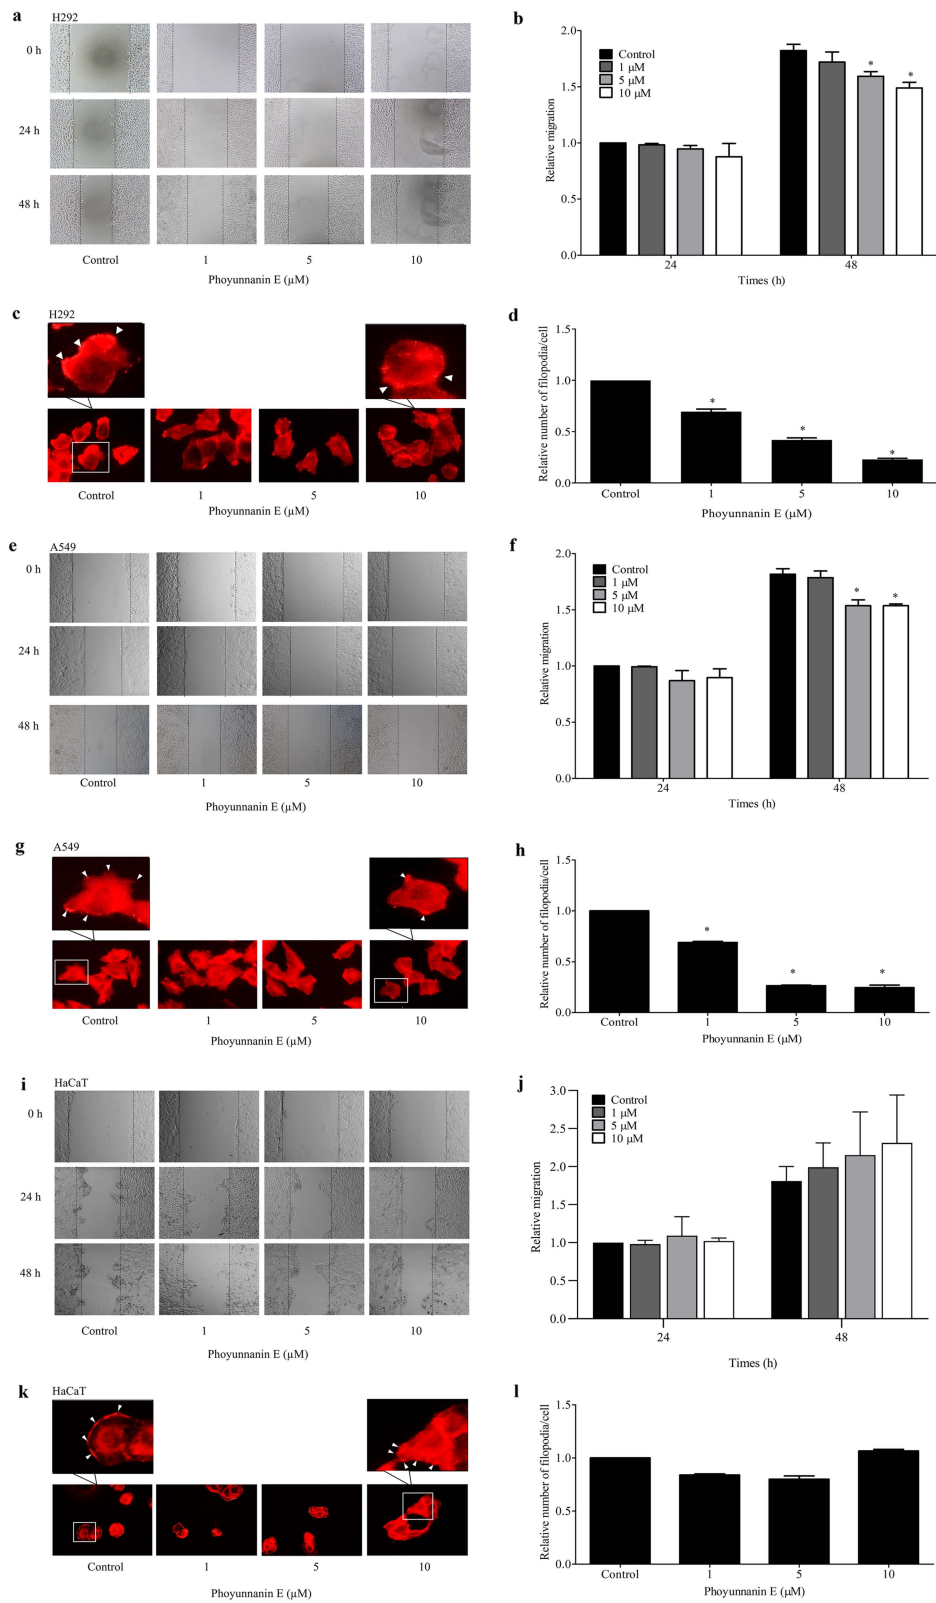 a
H292
0 h
24 h
48 h
Control
1
5
10
Phoyunnanin E (µM)
b
Relative migration
2.0
1.5
1.0
0.5
0.0
Control
1 µM
5 µM
10 µM
*
*
24
48
Times (h)
c
H292
Control
1
5
10
Phoyunnanin E (µM)
d
Relative number of filopodia/cell
1.5
1.0
0.5
0.0
*
*
*
Control
1
5
10
Phoyunnanin E (µM)
e
A549
0 h
24 h
48 h
Control
1
5
10
Phoyunnanin E (µM)
f
Relative migration
2.0
1.5
1.0
0.5
0.0
Control
1 µM
5 µM
10 µM
*
*
24
48
Times (h)
g
A549
Control
1
5
10
Phoyunnanin E (µM)
h
Relative number of filopodia/cell
1.5
1.0
0.5
0.0
*
*
*
Control
1
5
10
Phoyunnanin E (µM)
i
HaCaT
0 h
24 h
48 h
Control
1
5
10
Phoyunnanin E (µM)
j
Relative migration
3.0
2.5
2.0
1.5
1.0
0.5
0.0
Control
1 µM
5 µM
10 µM
24
48
Times (h)
k
HaCaT
Control
1
5
10
Phoyunnanin E (µM)
l
Relative number of filopodia/cell
1.5
1.0
0.5
0.0
Control
1
5
10
Phoyunnanin E (µM)